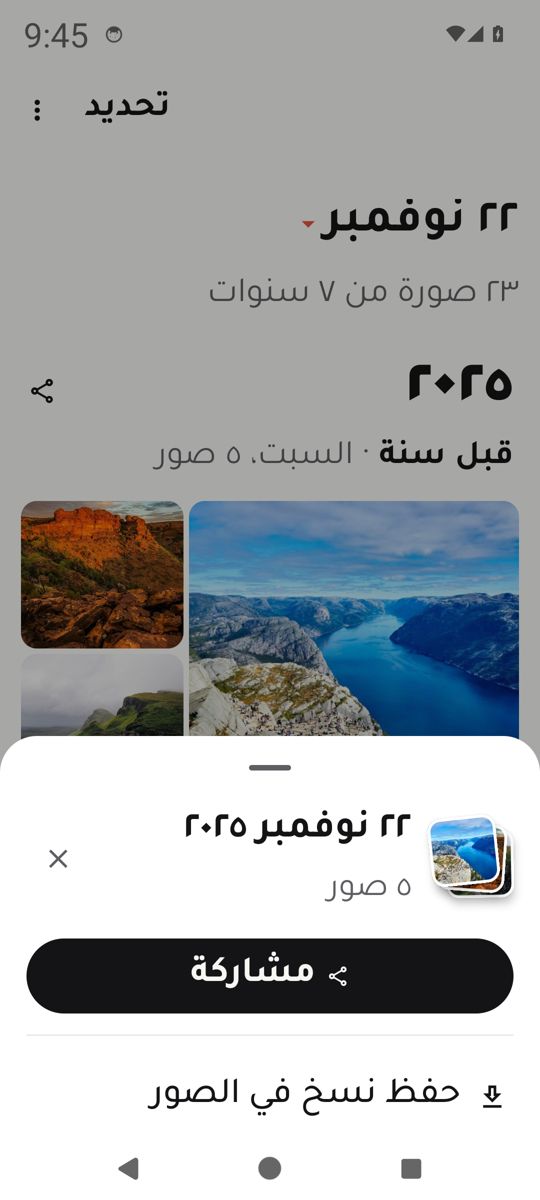 9:45
تحديد
٢٢ نوفمبر
٢٣ صورة من ٧ سنوات
٢٠٢٥
قبل سنة · السبت، ٥ صور
٢٢ نوفمبر ٢٠٢٥
٥ صور
مشاركة
حفظ نسخ في الصور